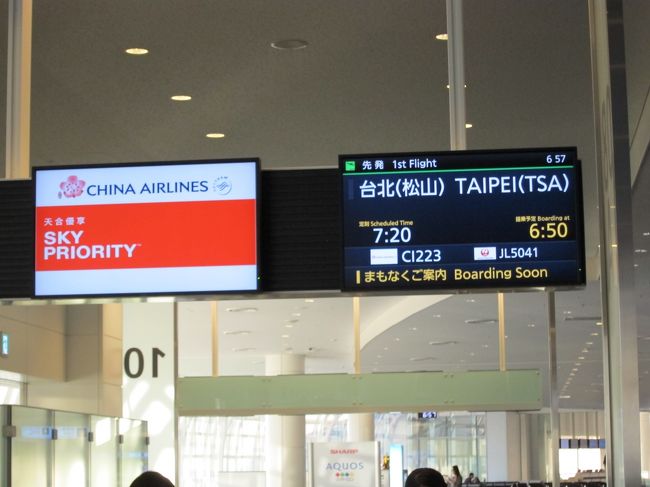 CHINA AIRLINES
天合優享
SKY
PRIORITY™
先発 1st Flight 6 57
台北(松山) TAIPEI(TSA)
定刻 Scheduled Time
7:20
搭乗予定 Boarding at
6:50
CI223 JL5041
まもなくご案内 Boarding Soon
10
SHARP
AQUOS